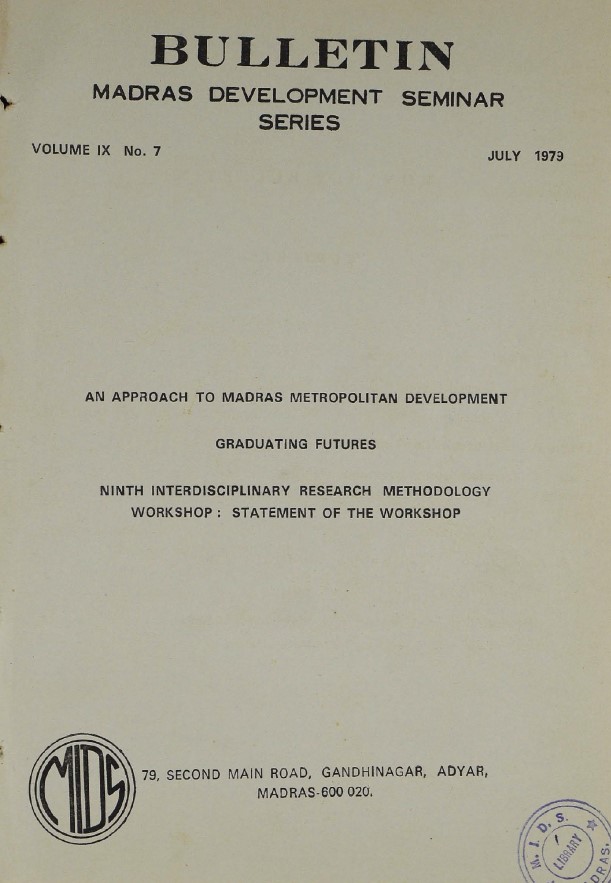 BULLETIN
MADRAS DEVELOPMENT SEMINAR
SERIES
VOLUME IX No. 7
JULY 1979
AN APPROACH TO MADRAS METROPOLITAN DEVELOPMENT
GRADUATING FUTURES
NINTH INTERDISCIPLINARY RESEARCH METHODOLOGY
WORKSHOP : STATEMENT OF THE WORKSHOP
MIDS
79, SECOND MAIN ROAD, GANDHINAGAR, ADYAR,
MADRAS-600 020.
M. I. D. S.
LIBRARY